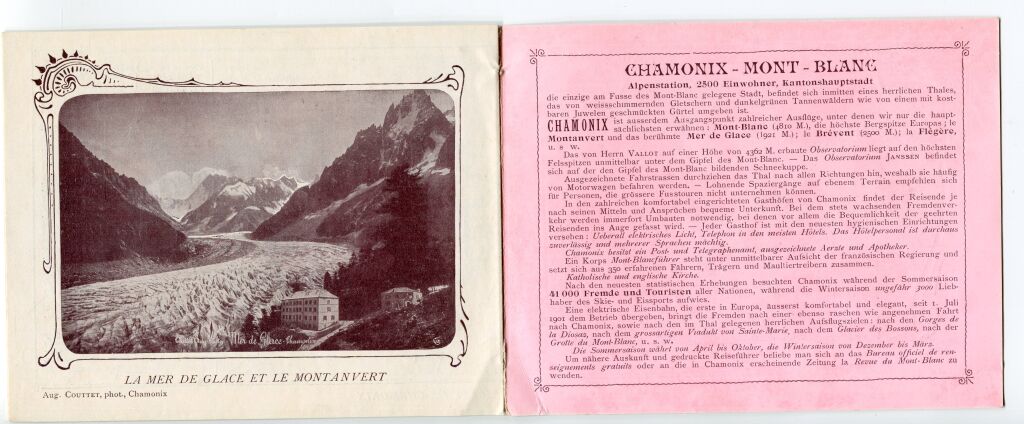 Mer de Glace - Chamonix
LA MER DE GLACE ET LE MONTANVERT
Aug. COUTTET, phot., Chamonix
CHAMONIX - MONT - BLANC
Alpenstation, 2500 Einwohner, Kantonshauptstadt
die einzige am Fusse des Mont-Blanc gelegene Stadt, befindet sich inmitten eines herrlichen Thales,
das von weissschimmernden Gletschern und dunkelgrünen Tannenwäldern wie von einem mit kost-
baren Juwelen geschmückten Gürtel umgeben ist.
CHAMONIX ist ausserdem Ausgangspunkt zahlreicher Ausflüge, unter denen wir nur die haupt-
sächlichsten erwähnen : Mont-Blanc (4810 M.), die höchste Bergspitze Europas ; le
Montanvert und das berühmte Mer de Glace (1921 M.); le Brévent (2500 M.); la Flégère,
u. s w.
Das von Herrn VALLOT auf einer Höhe von 4362 M. erbaute Observatorium liegt auf den höchsten
Felsspitzen unmittelbar unter dem Gipfel des Mont-Blanc. — Das Observatorium JANSSEN befindet
sich auf der den Gipfel des Mont-Blanc bildenden Schneekuppe.
Ausgezeichnete Fahrstrassen durchziehen das Thal nach allen Richtungen hin, weshalb sie häufig
von Motorwagen befahren werden. — Lohnende Spaziergänge auf ebenem Terrain empfehlen sich
für Personen, die grössere Fusstouren nicht unternehmen können.
In den zahlreichen komfortabel eingerichteten Gasthöfen von Chamonix findet der Reisende je
nach seinen Mitteln und Ansprüchen bequeme Unterkunft. Bei dem stets wachsenden Fremdenver-
kehr werden immerfort Umbauten notwendig, bei denen vor allem die Bequemlichkeit der geehrten
Reisenden ins Auge gefasst wird. — Jeder Gasthof ist mit den neuesten hygienischen Einrichtungen
versehen : Ueberall elektrisches Licht, Telephon in den meisten Hôtels. Das Hôtelpersonal ist durchaus
zuverlässig und mehrerer Sprachen mächtig.
Chamonix besitzt ein Post- und Telegraphenamt, ausgezeichnete Aerzte und Apotheker.
Ein Korps Mont-Blancführer steht unter unmittelbarer Aufsicht der französischen Regierung und
setzt sich aus 350 erfahrenen Führern, Trägern und Maultiertreibern zusammen.
Katholische und englische Kirche.
Nach den neuesten statistischen Erhebungen besuchten Chamonix während der Sommersaison
41 000 Fremde und Touristen aller Nationen, während die Wintersaison ungefähr 3000 Lieb-
haber des Skie- und Eissports aufwies.
Eine elektrische Eisenbahn, die erste in Europa, äusserst komfortabel und elegant, seit 1. Juli
1901 dem Betrieb übergeben, bringt die Fremden nach einer ebenso raschen wie angenehmen Fahrt
nach Chamonix, sowie nach den im Thal gelegenen herrlichen Ausflugszielen : nach den Gorges de
la Diosaz, nach dem grossartigen Viadukt von Sainte-Marie, nach dem Glacier des Bossons, nach der
Grotte du Mont-Blanc, u. s. w.
Die Sommersaison währt von April bis Oktober, die Wintersaison von Dezember bis März.
Um nähere Auskunft und gedruckte Reiseführer beliebe man sich an das Bureau officiel de ren-
seignements gratuits oder an die in Chamonix erscheinende Zeitung la Revue du Mont-Blanc zu
wenden.